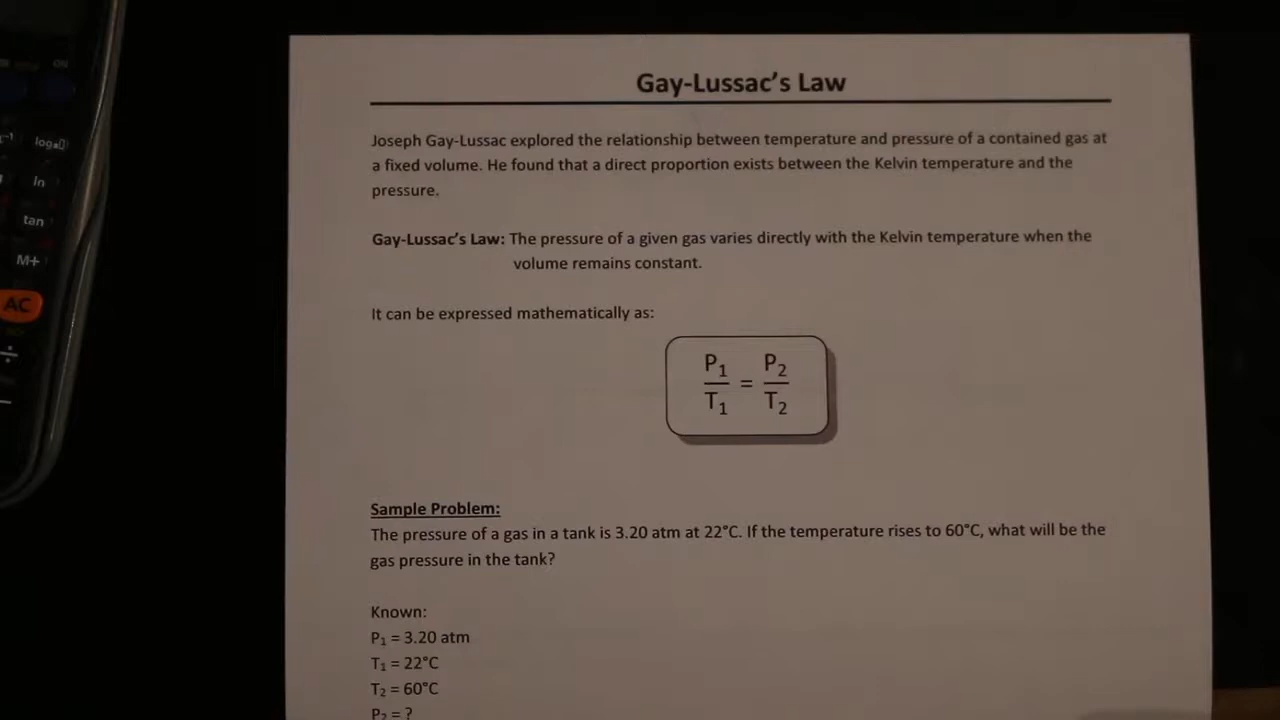 Gay-Lussac's Law
Joseph Gay-Lussac explored the relationship between temperature and pressure of a contained gas at
a fixed volume. He found that a direct proportion exists between the Kelvin temperature and the
pressure.
Gay-Lussac's Law: The pressure of a given gas varies directly with the Kelvin temperature when the
volume remains constant.
It can be expressed mathematically as:
P₁ = P₂
T₁ T₂
Sample Problem:
The pressure of a gas in a tank is 3.20 atm at 22°C. If the temperature rises to 60°C, what will be the
gas pressure in the tank?
Known:
P₁ = 3.20 atm
T₁ = 22°C
T₂ = 60°C
P₂ = ?
ON
log
ln
tan
M+
AC
÷